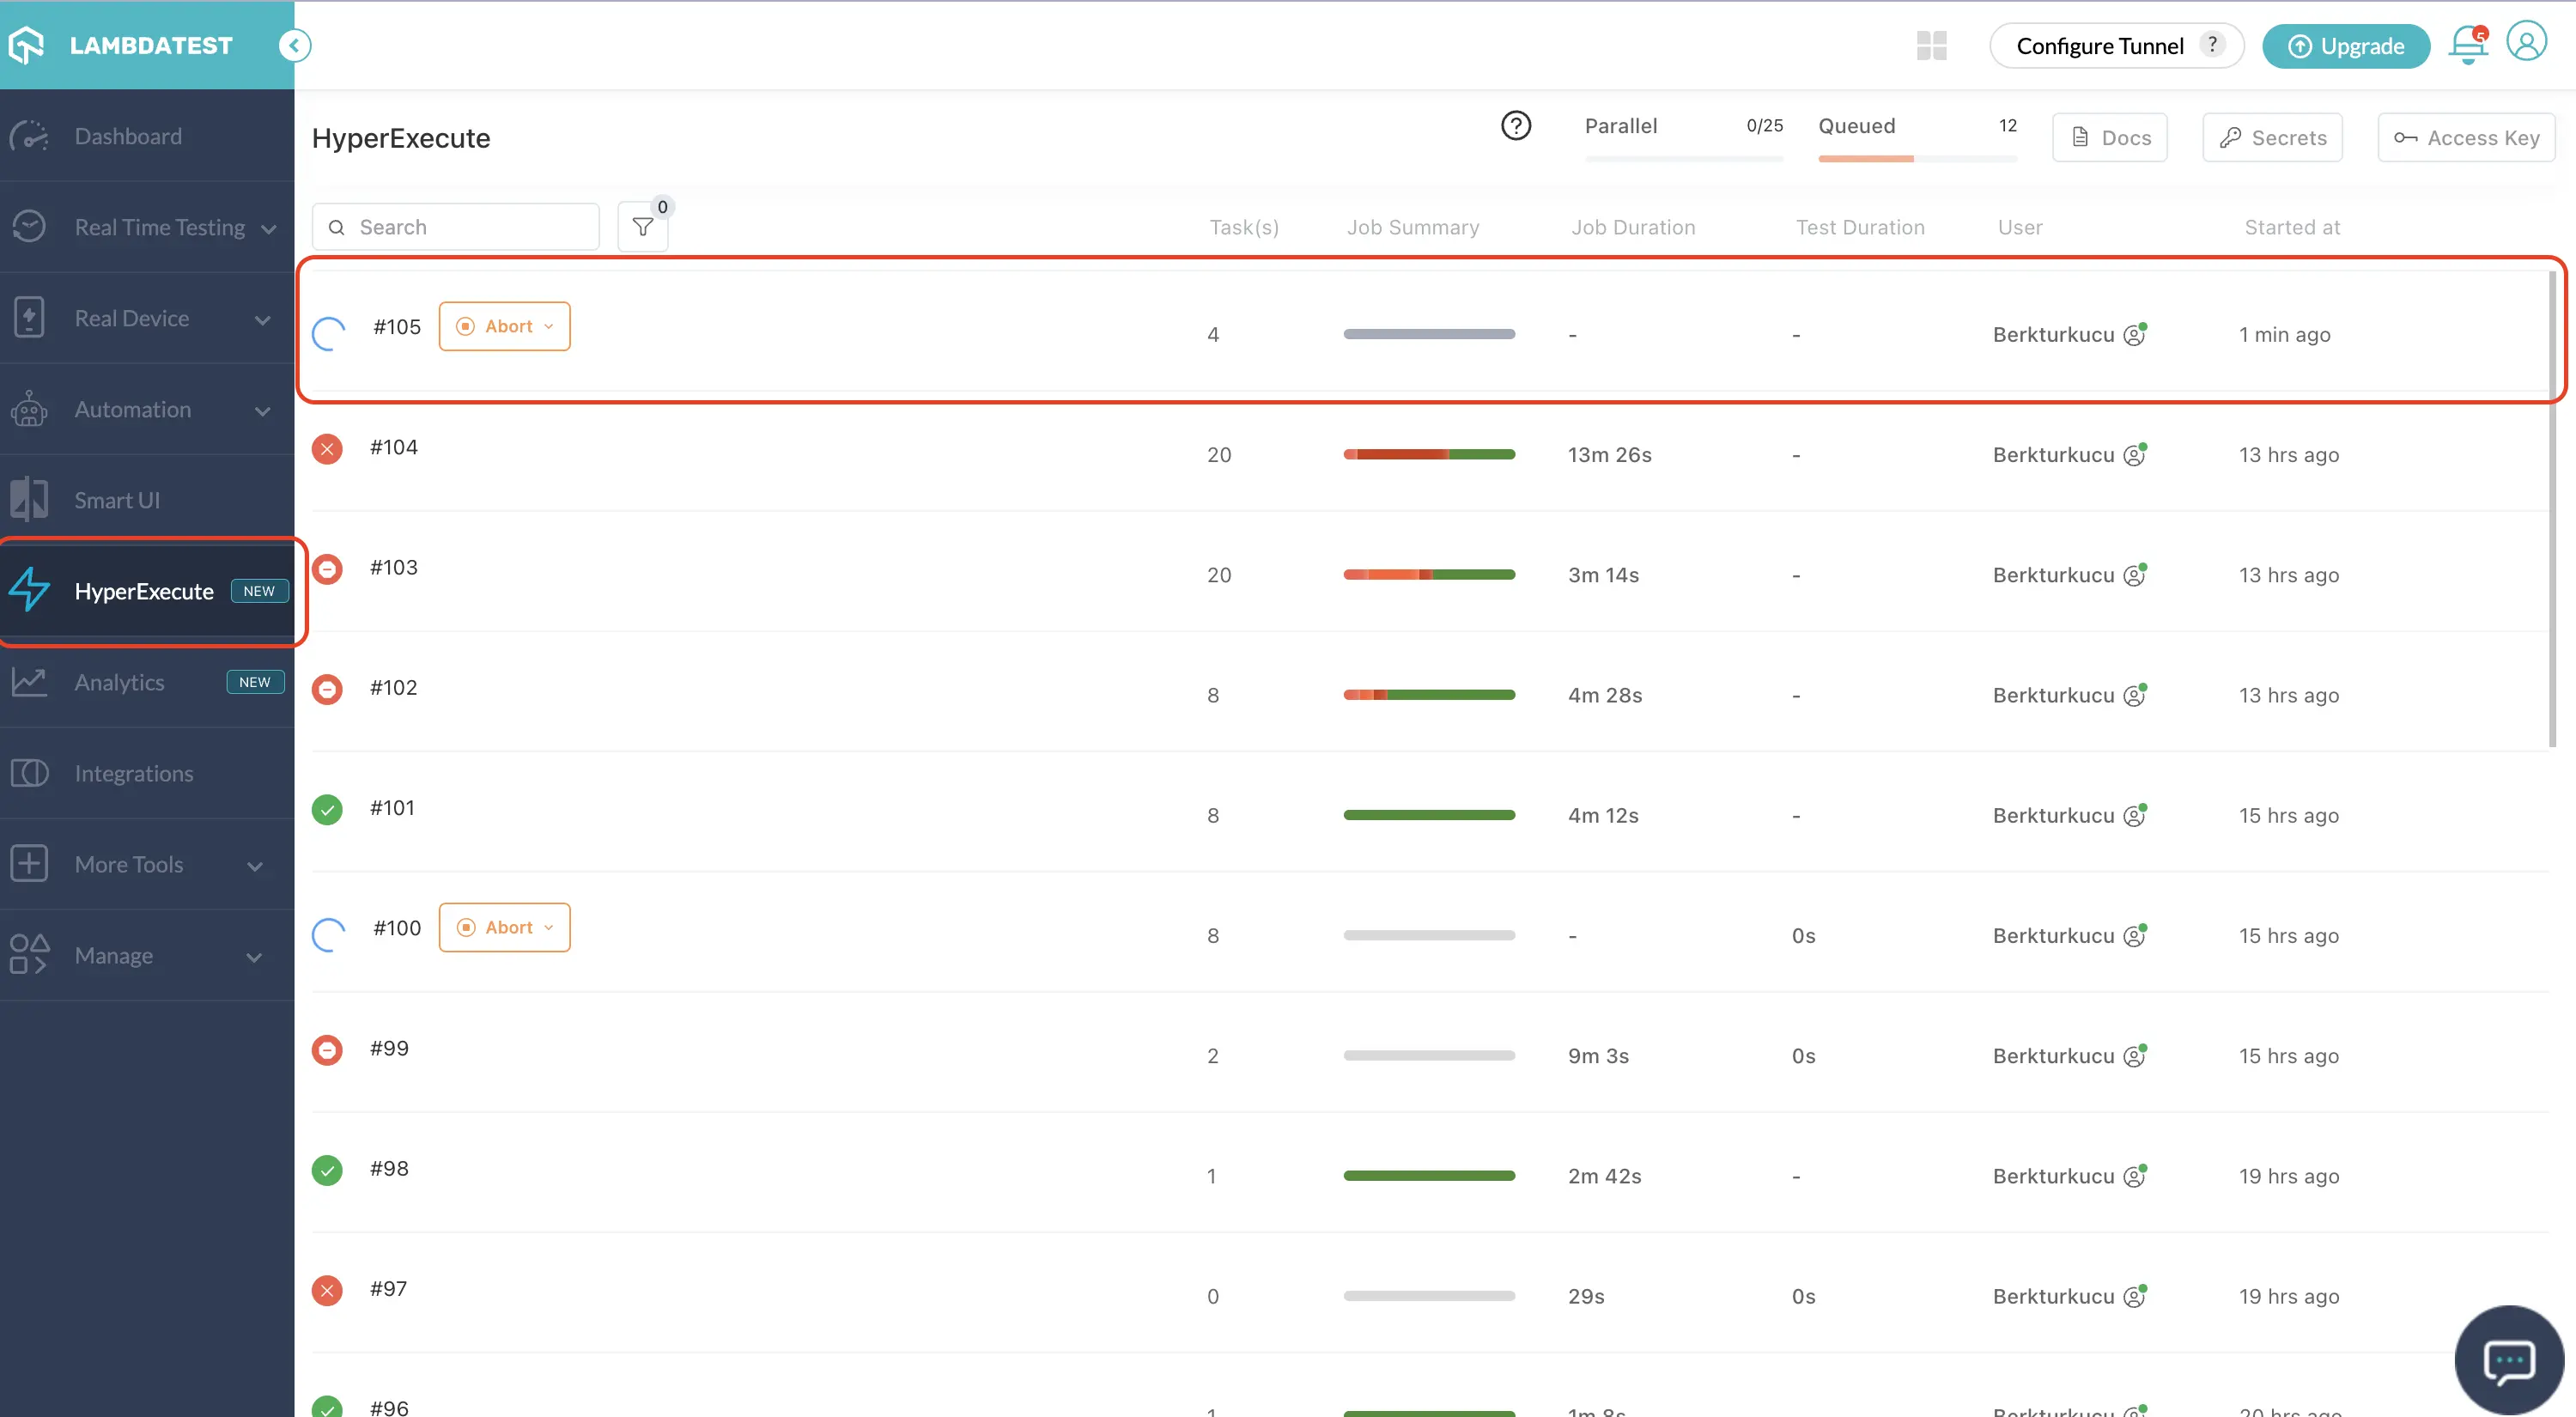 LAMBDATEST
Configure Tunnel ?
Upgrade
5
Dashboard
Real Time Testing
Real Device
Automation
Smart UI
HyperExecute NEW
Analytics NEW
Integrations
More Tools
Manage
HyperExecute
?
Parallel 0/25
Queued 12
Docs
Secrets
Access Key
Search
0
Task(s) Job Summary Job Duration Test Duration User Started at
#105 Abort 4 - - Berkturkucu 1 min ago
#104 20 13m 26s - Berkturkucu 13 hrs ago
#103 20 3m 14s - Berkturkucu 13 hrs ago
#102 8 4m 28s - Berkturkucu 13 hrs ago
#101 8 4m 12s - Berkturkucu 15 hrs ago
#100 Abort 8 - 0s Berkturkucu 15 hrs ago
#99 2 9m 3s 0s Berkturkucu 15 hrs ago
#98 1 2m 42s - Berkturkucu 19 hrs ago
#97 0 29s 0s Berkturkucu 19 hrs ago
#96 1 1m 8s Berkturkucu 20 hrs ago